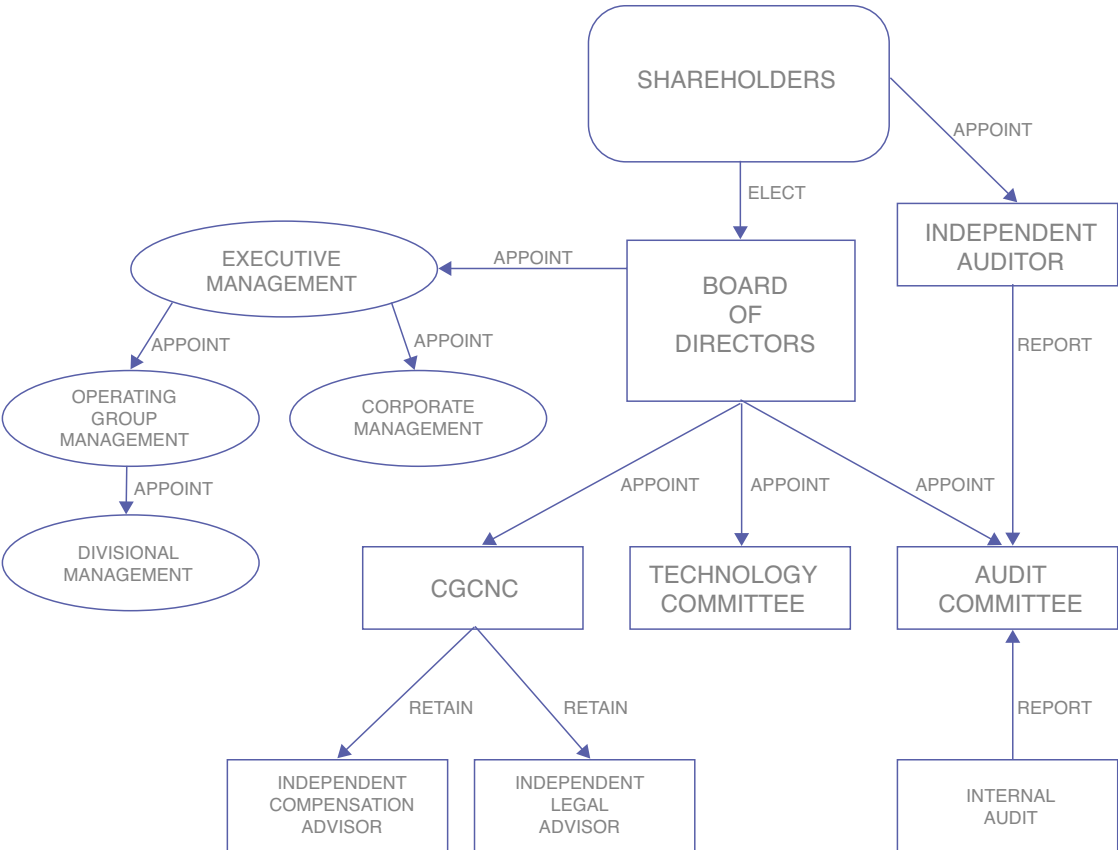 SHAREHOLDERS
APPOINT
ELECT
INDEPENDENT
AUDITOR
EXECUTIVE
MANAGEMENT
APPOINT
BOARD
OF
DIRECTORS
APPOINT
APPOINT
REPORT
OPERATING
GROUP
MANAGEMENT
CORPORATE
MANAGEMENT
APPOINT
APPOINT
APPOINT
APPOINT
DIVISIONAL
MANAGEMENT
CGCNC
TECHNOLOGY
COMMITTEE
AUDIT
COMMITTEE
RETAIN
RETAIN
REPORT
INDEPENDENT
COMPENSATION
ADVISOR
INDEPENDENT
LEGAL
ADVISOR
INTERNAL
AUDIT